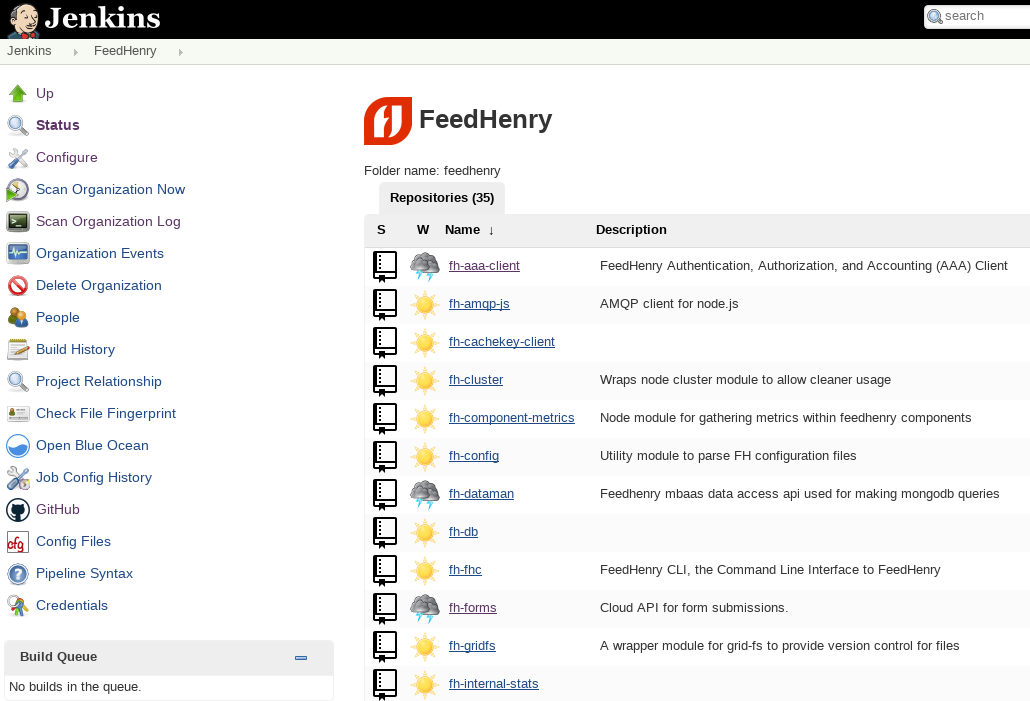 Jenkins
search
Jenkins FeedHenry
Up
Status
Configure
Scan Organization Now
Scan Organization Log
Organization Events
Delete Organization
People
Build History
Project Relationship
Check File Fingerprint
Open Blue Ocean
Job Config History
GitHub
cfg Config Files
Pipeline Syntax
Credentials
Build Queue
No builds in the queue.
FeedHenry
Folder name: feedhenry
Repositories (35)
S W Name ↓ Description
fh-aaa-client FeedHenry Authentication, Authorization, and Accounting (AAA) Client
fh-amqp-js AMQP client for node.js
fh-cachekey-client
fh-cluster Wraps node cluster module to allow cleaner usage
fh-component-metrics Node module for gathering metrics within feedhenry components
fh-config Utility module to parse FH configuration files
fh-dataman Feedhenry mbaas data access api used for making mongodb queries
fh-db
fh-fhc FeedHenry CLI, the Command Line Interface to FeedHenry
fh-forms Cloud API for form submissions.
fh-gridfs A wrapper module for grid-fs to provide version control for files
fh-internal-stats